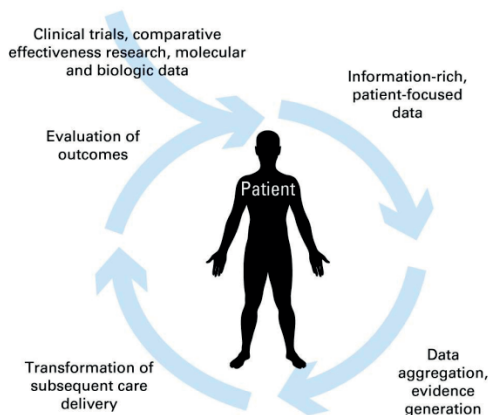 Clinical trials, comparative
effectiveness research, molecular
and biologic data
Information-rich,
patient-focused
data
Evaluation of
outcomes
Patient
Transformation of
subsequent care
delivery
Data
aggregation,
evidence
generation